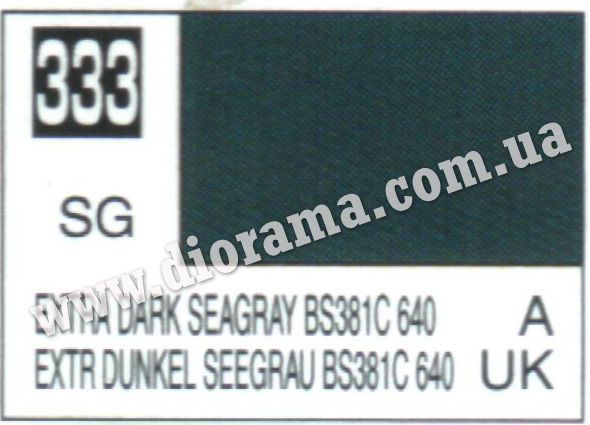 333
SG
EXTRA DARK SEAGRAY BS381C 640 A
EXTR DUNKEL SEEGRAU BS381C 640 UK
www.diorama.com.ua